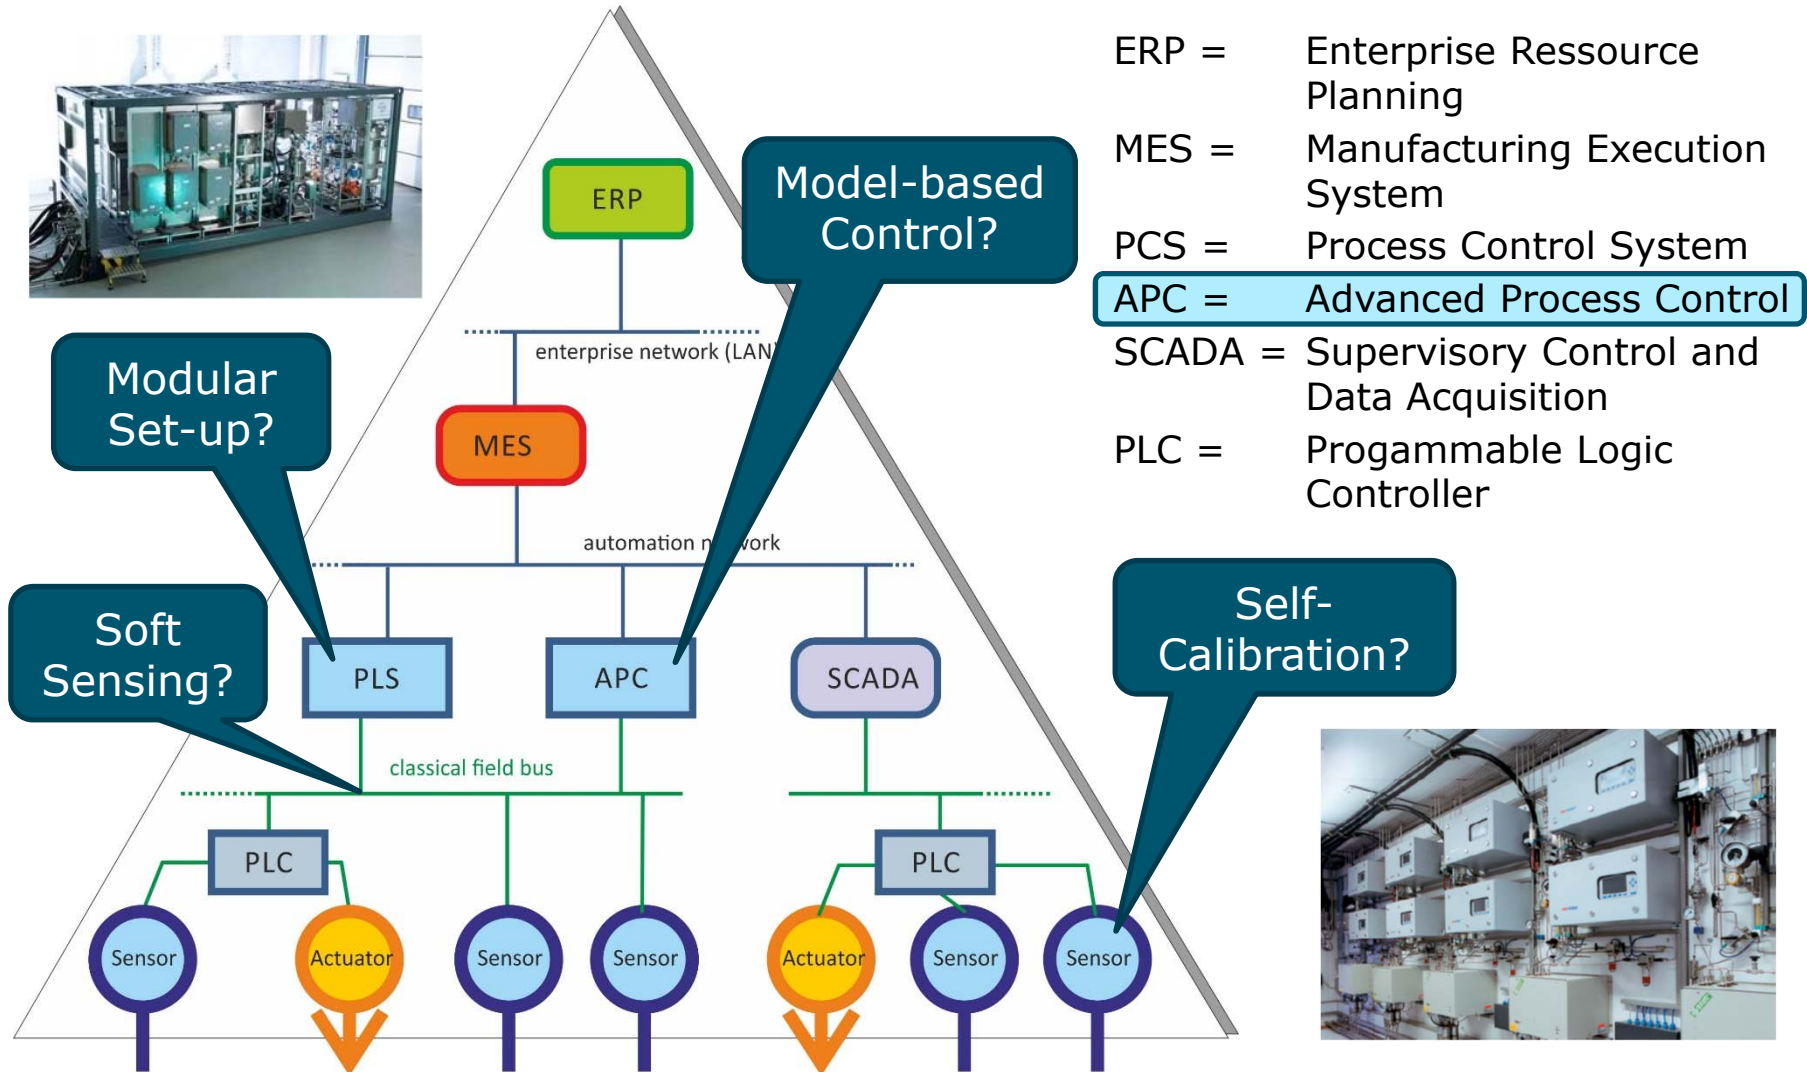 ERP = Enterprise Ressource
Planning
MES = Manufacturing Execution
System
PCS = Process Control System
APC = Advanced Process Control
SCADA = Supervisory Control and
Data Acquisition
PLC = Progammable Logic
Controller
ERP
Model-based
Control?
enterprise network (LAN)
Modular
Set-up?
MES
automation network
Soft
Sensing?
PLS
APC
SCADA
Self-
Calibration?
classical field bus
PLC
PLC
Sensor
Actuator
Sensor
Sensor
Actuator
Sensor
Sensor